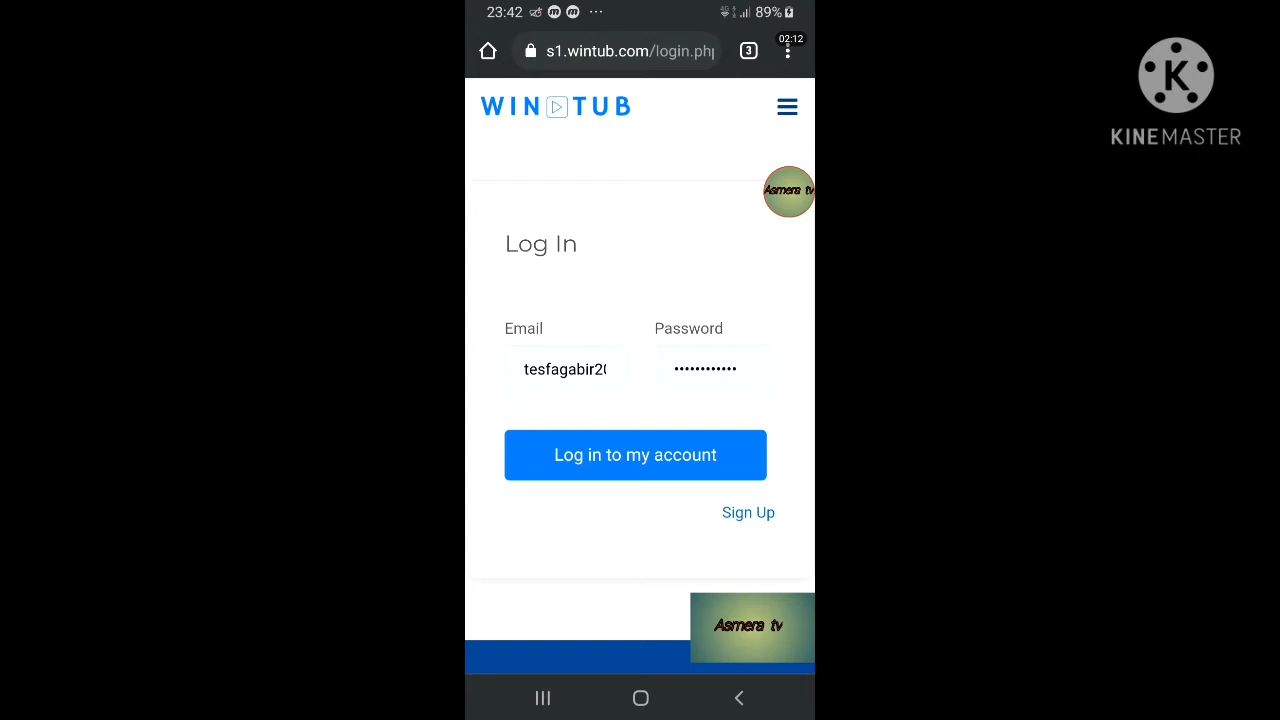 23:42
89%
02:12
s1.wintub.com/login.php
3
WIN TUB
K
KINEMASTER
Asmera tv
Log In
Email Password
tesfagabir20 ••••••••••••
Log in to my account
Sign Up
Asmera tv